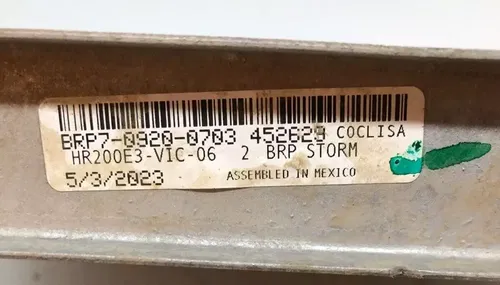 BRP7-0920-0703 452629 COCLISA
HR200E3-VIC-06 2 BRP STORM
5/3/2023 ASSEMBLED IN MEXICO